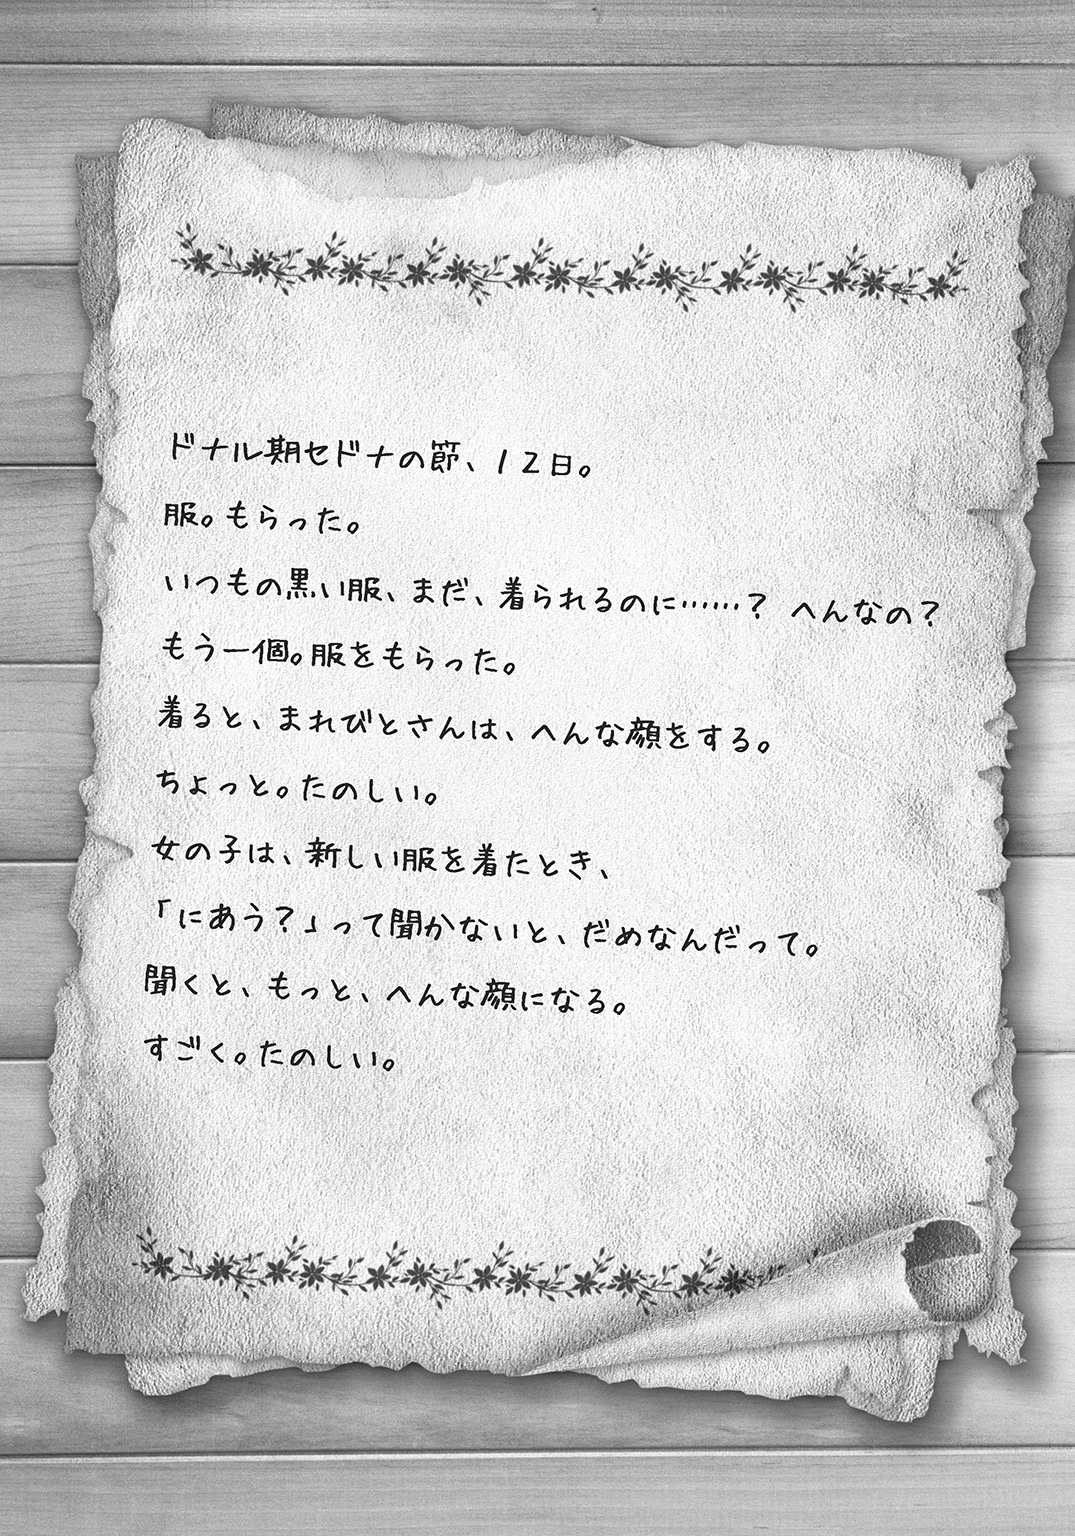 ドナル期セドナの節、12日。
服。もらった。
いつもの黒い服、まだ、着られるのに……？ へんなの？
もう一個。服をもらった。
着ると、まれびとさんは、へんな顔をする。
ちょっと。たのしい。
女の子は、新しい服を着たとき、
「にあう？」って聞かないと、だめなんだって。
聞くと、もっと、へんな顔になる。
すごく。たのしい。